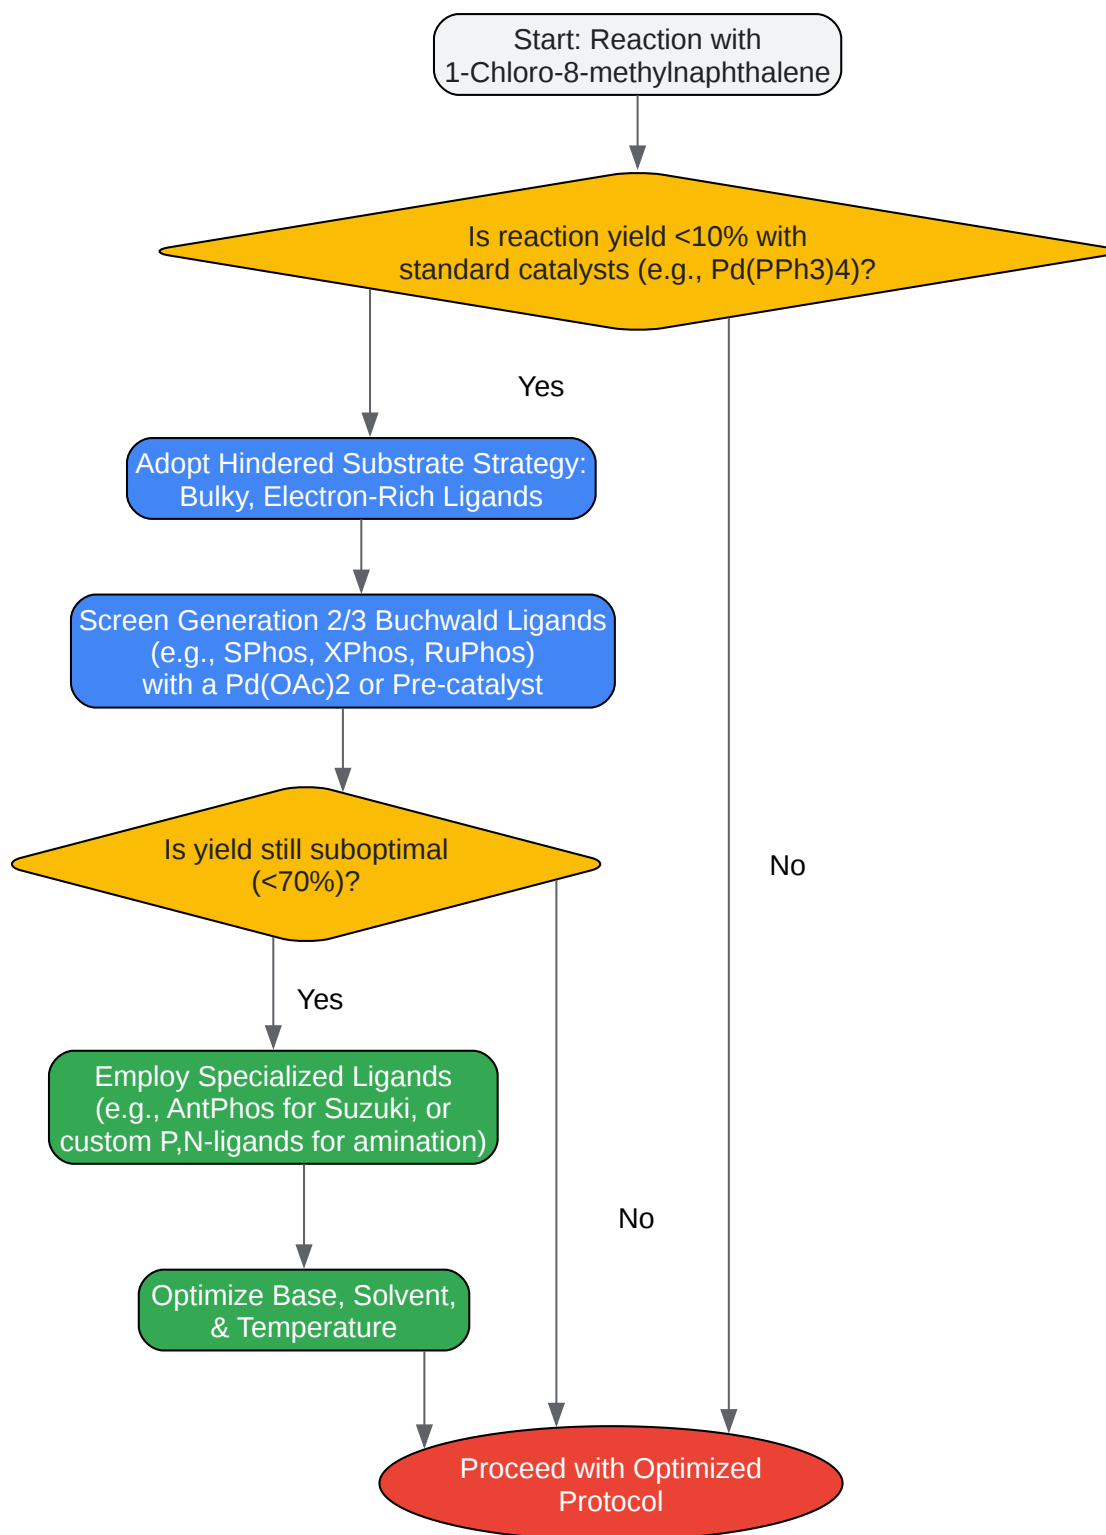 Start: Reaction with
1-Chloro-8-methylnaphthalene
Is reaction yield <10% with
standard catalysts (e.g., Pd(PPh3)4)?
Yes
Adopt Hindered Substrate Strategy:
Bulky, Electron-Rich Ligands
Screen Generation 2/3 Buchwald Ligands
(e.g., SPhos, XPhos, RuPhos)
with a Pd(OAc)2 or Pre-catalyst
Is yield still suboptimal
(<70%)?
No
Yes
Employ Specialized Ligands
(e.g., AntPhos for Suzuki, or
custom P,N-ligands for amination)
No
Optimize Base, Solvent,
& Temperature
Proceed with Optimized
Protocol